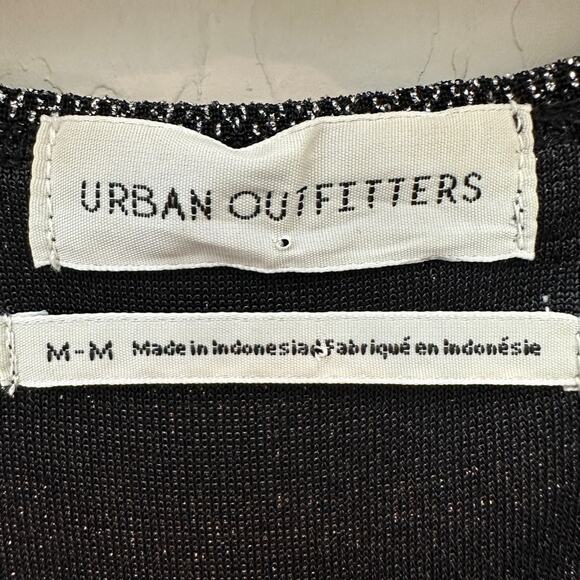 URBAN OUTFITTERS
M-M Made in Indonesia/Fabriqué en Indonésie